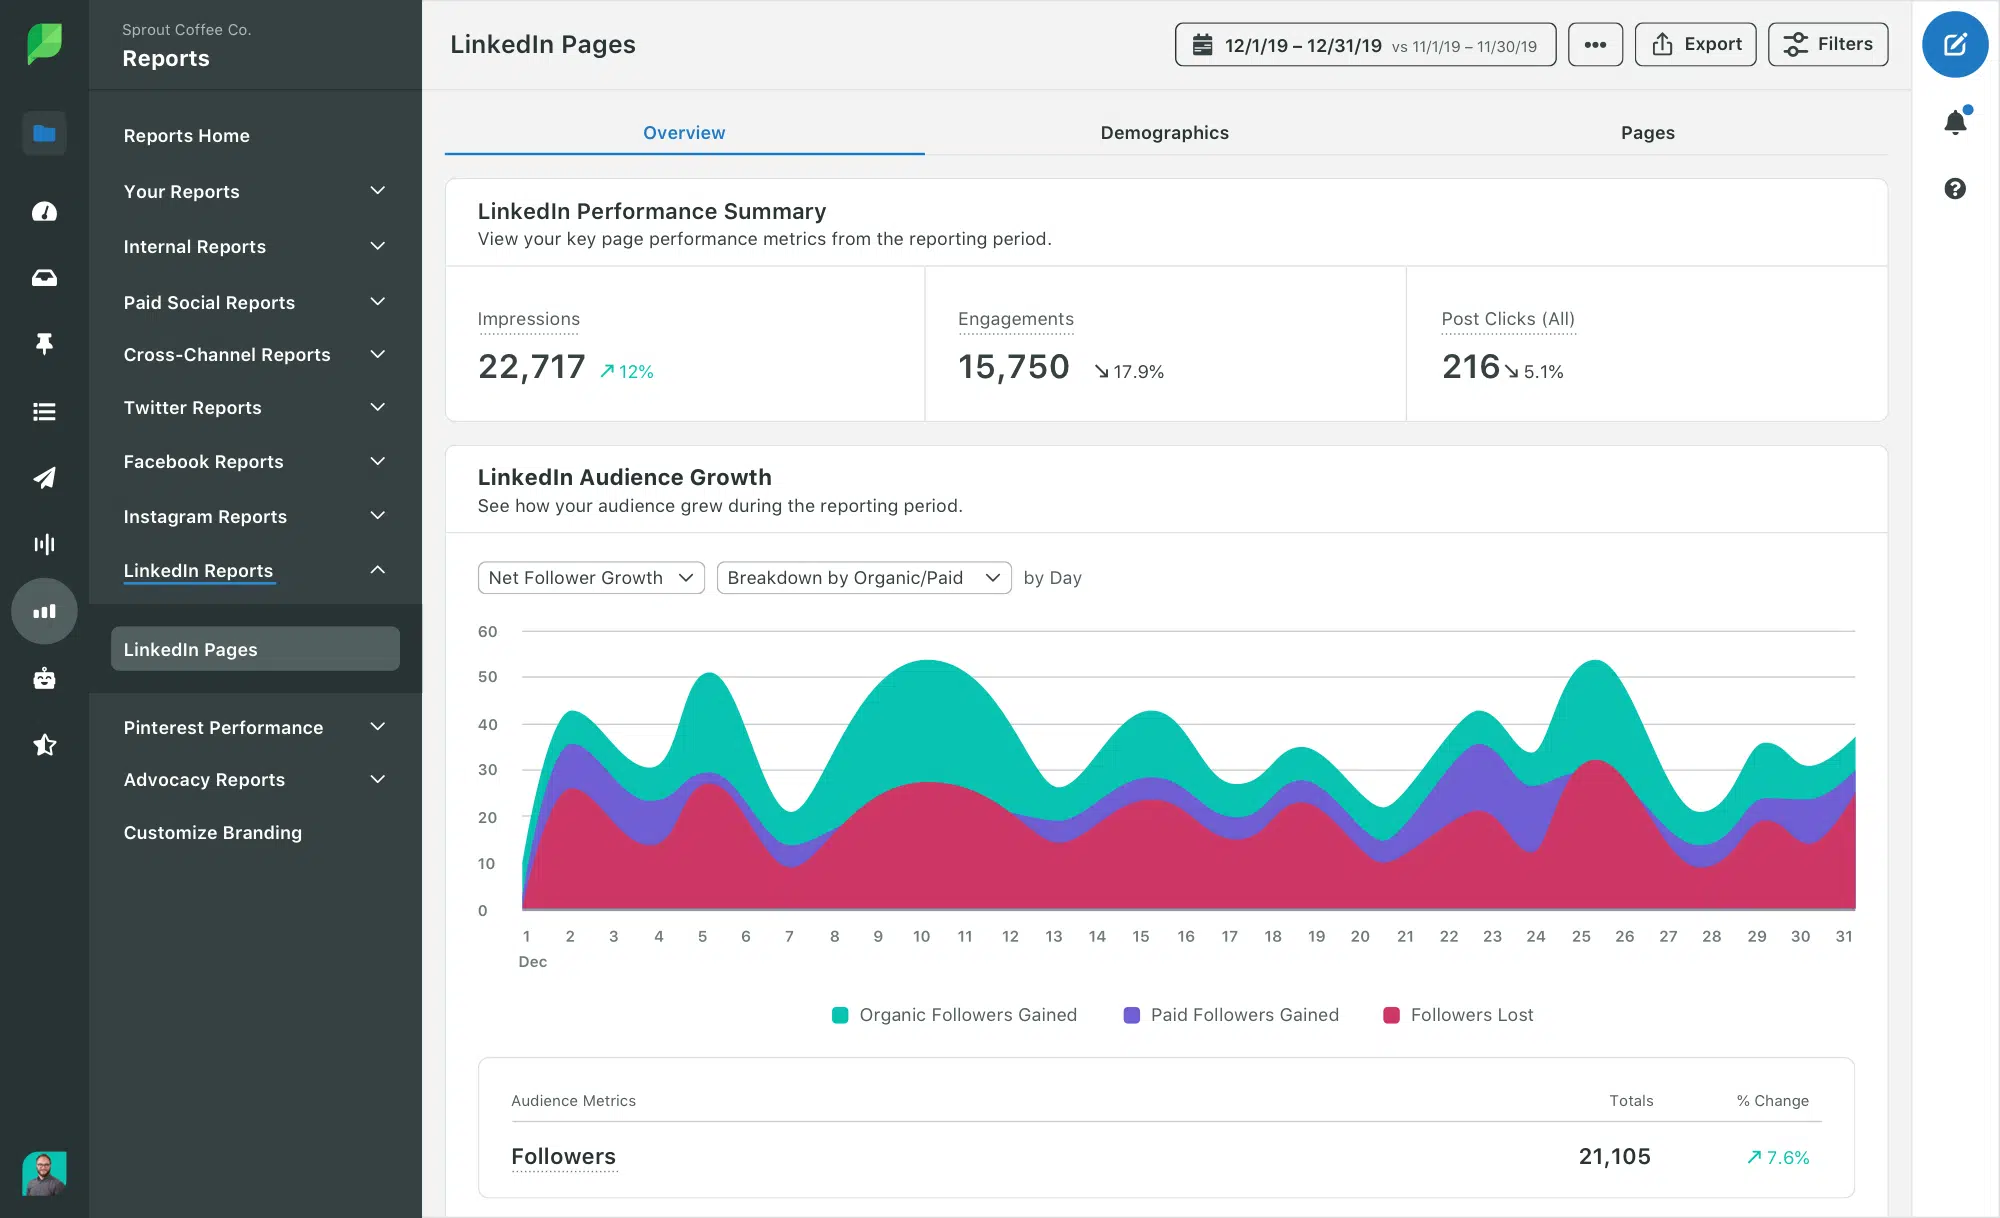 Sprout Coffee Co.
Reports
Reports Home
Your Reports
Internal Reports
Paid Social Reports
Cross-Channel Reports
Twitter Reports
Facebook Reports
Instagram Reports
LinkedIn Reports
LinkedIn Pages
Pinterest Performance
Advocacy Reports
Customize Branding
LinkedIn Pages
12/1/19 – 12/31/19 vs 11/1/19 – 11/30/19
Export
Filters
Overview Demographics Pages
LinkedIn Performance Summary
View your key page performance metrics from the reporting period.
Impressions Engagements Post Clicks (All)
22,717 12% 15,750 17.9% 216 5.1%
LinkedIn Audience Growth
See how your audience grew during the reporting period.
Net Follower Growth Breakdown by Organic/Paid by Day
60
50
40
30
20
10
0
1 2 3 4 5 6 7 8 9 10 11 12 13 14 15 16 17 18 19 20 21 22 23 24 25 26 27 28 29 30 31
Dec
Organic Followers Gained Paid Followers Gained Followers Lost
Audience Metrics Totals % Change
Followers 21,105 7.6%